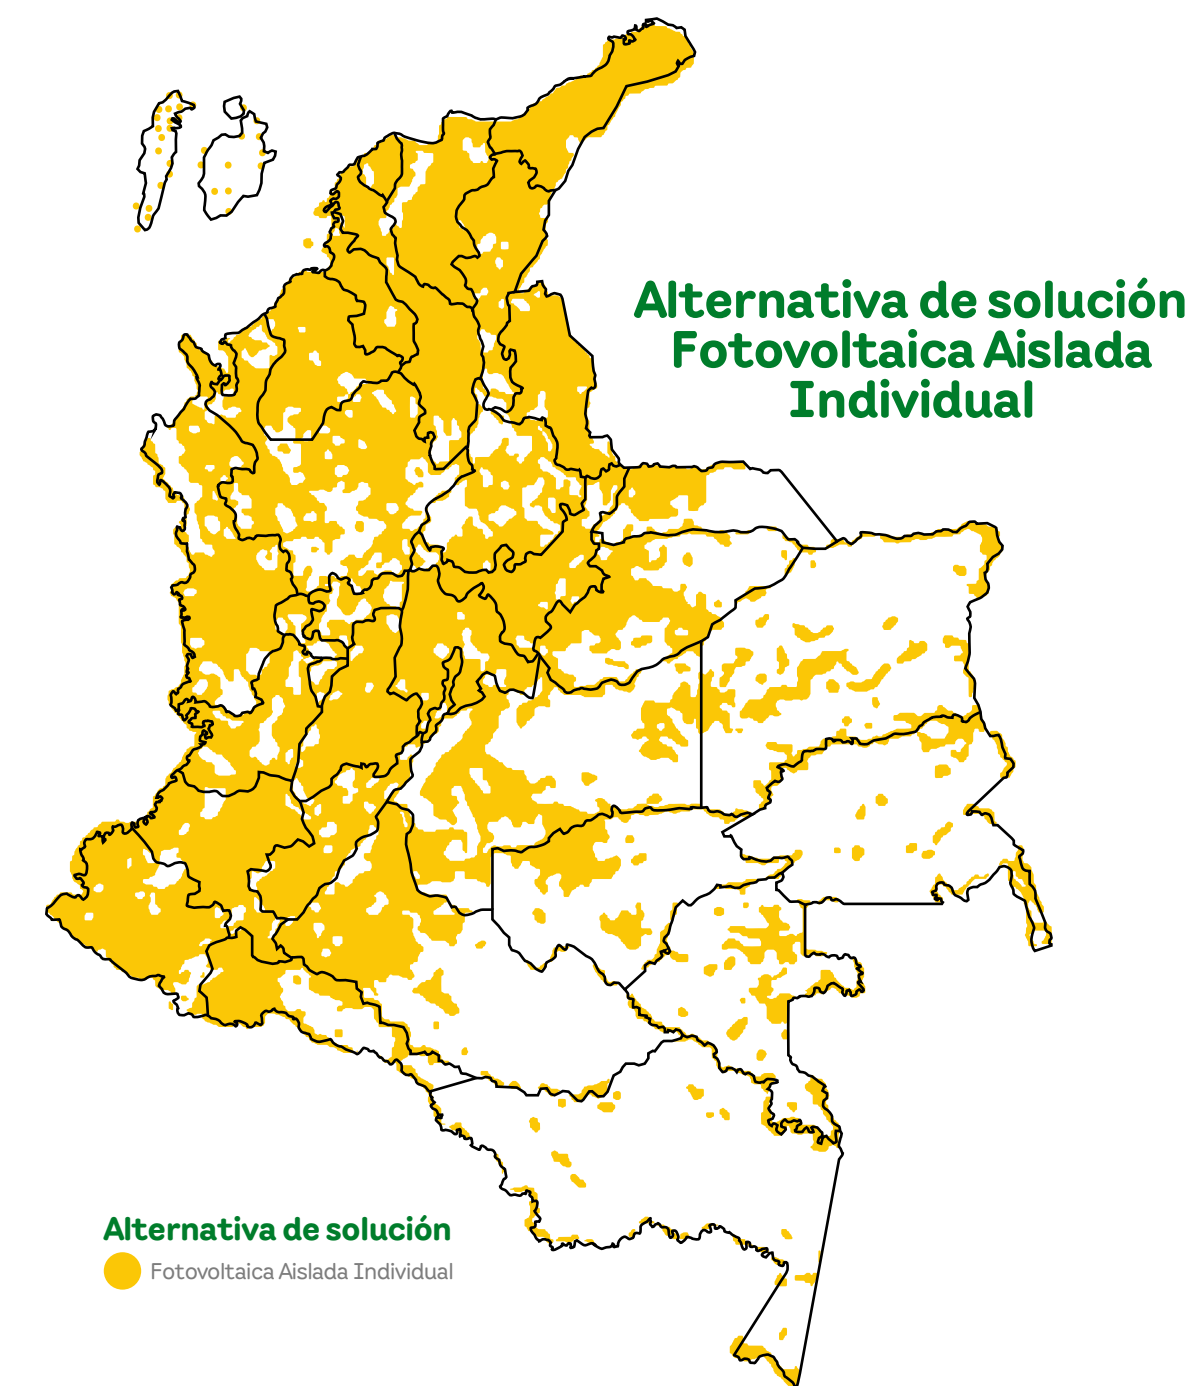 Alternativa de solución
Fotovoltaica Aislada
Individual
Alternativa de solución
Fotovoltaica Aislada Individual